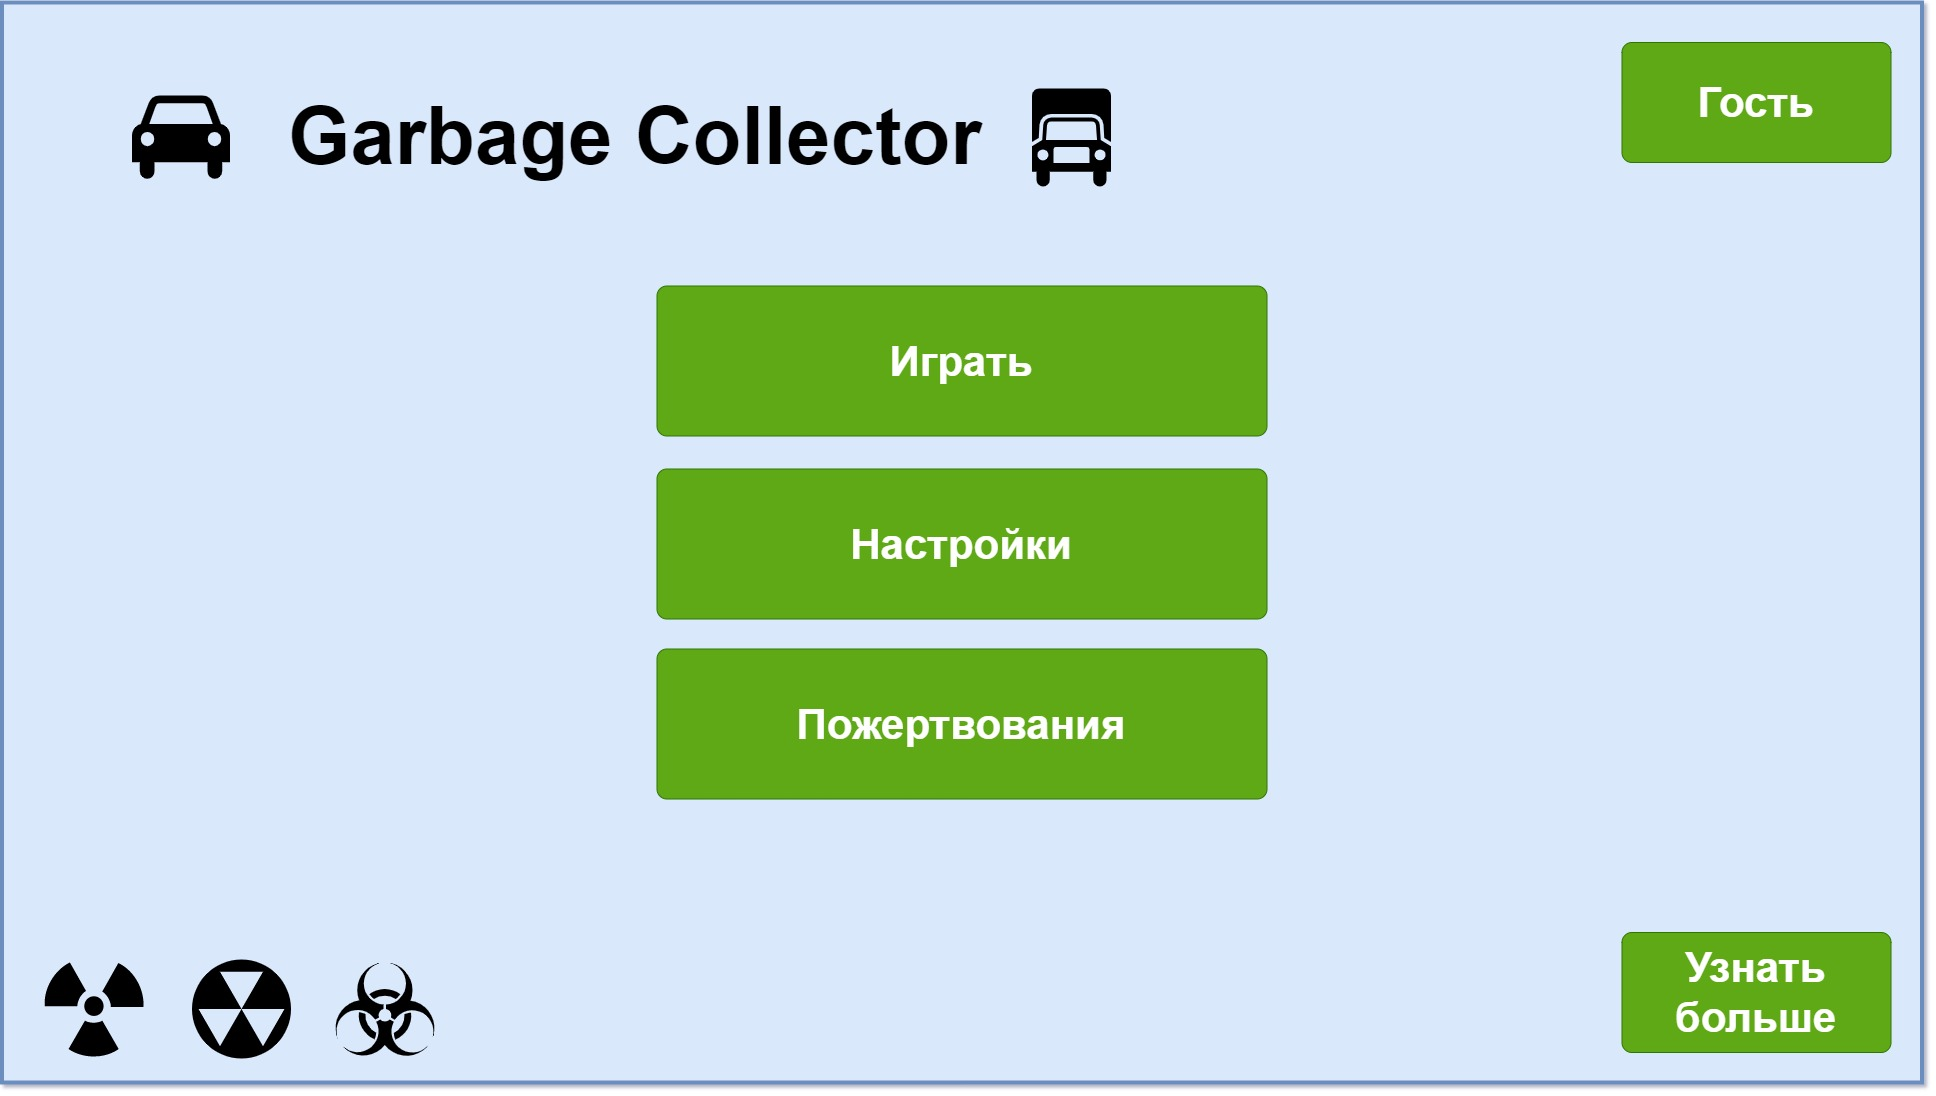 Garbage Collector
Гость
Играть
Настройки
Пожертвования
Узнать
больше